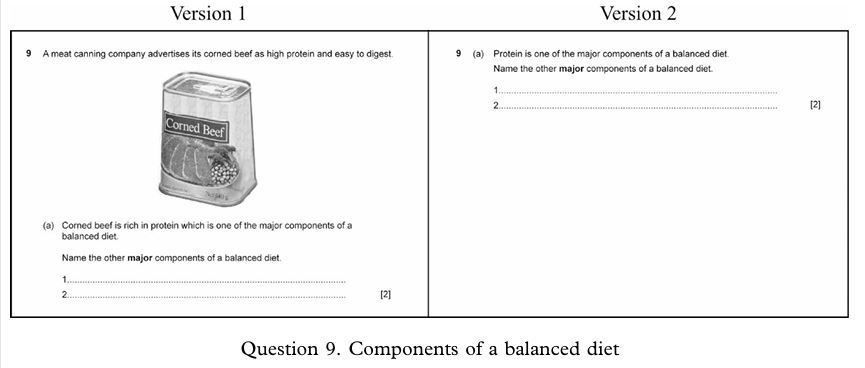 Version 1
Version 2
9 A meat canning company advertises its corned beef as high protein and easy to digest.
Corned Beef
(a) Corned beef is rich in protein which is one of the major components of a
balanced diet.
Name the other major components of a balanced diet.
1
2 [2]
9 (a) Protein is one of the major components of a balanced diet.
Name the other major components of a balanced diet.
1
2 [2]
Question 9. Components of a balanced diet